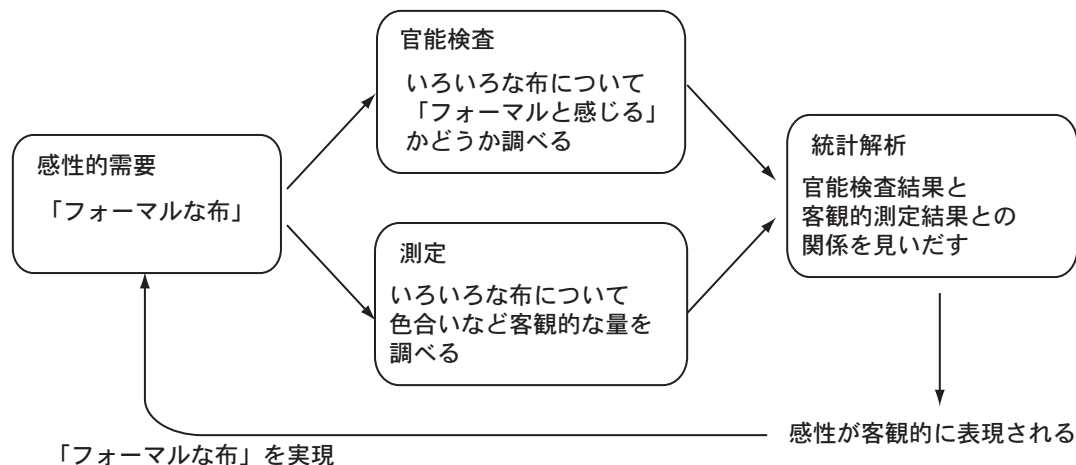 感性的需要
「フォーマルな布」
官能検査
いろいろな布について
「フォーマルと感じる」
かどうか調べる
測定
いろいろな布について
色合いなど客観的な量を
調べる
統計解析
官能検査結果と
客観的測定結果との
関係を見いだす
感性が客観的に表現される
「フォーマルな布」を実現